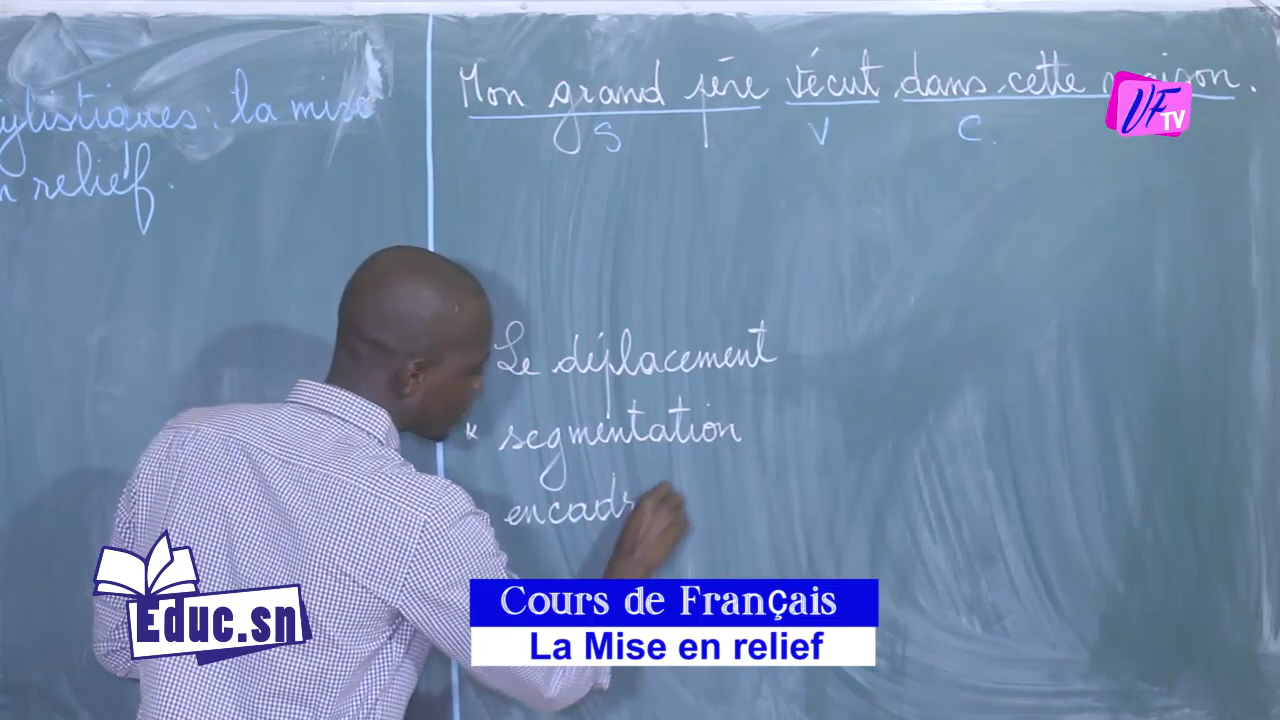 ylistiques : la mise
n relief.
Mon grand père vécut dans cette maison.
S V C.
Le déplacement
* segmentation
encadr
VF TV
Educ.sn
Cours de Français
La Mise en relief